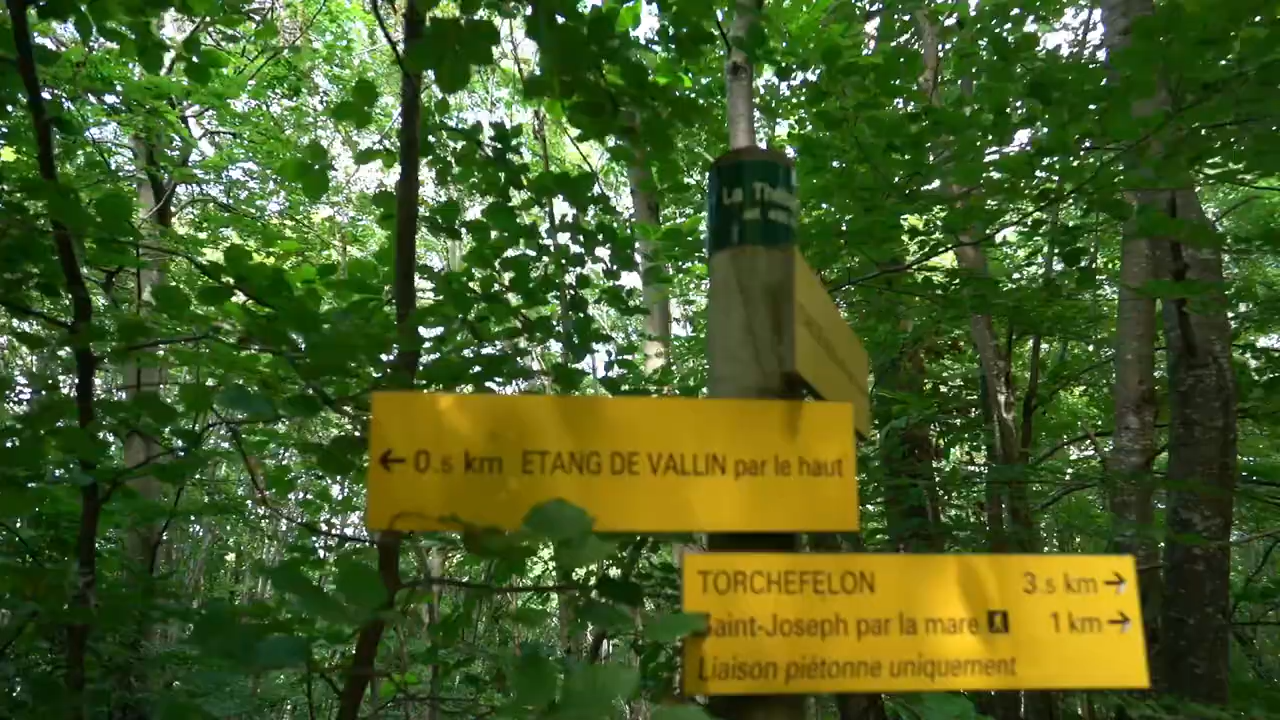 La
← 0.5 km ETANG DE VALLIN par le haut
TORCHEFELON 3.5 km →
Saint-Joseph par la mare 1 km →
Liaison piétonne uniquement